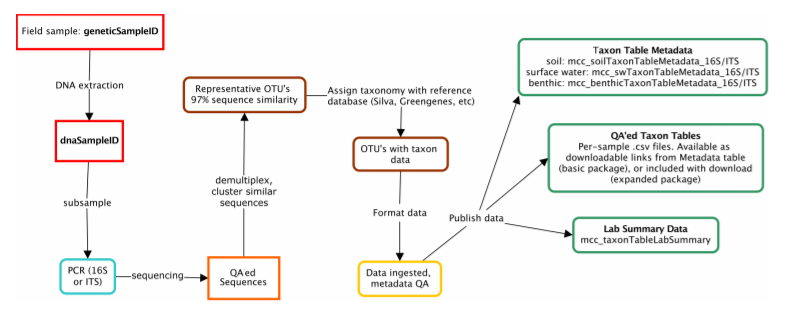 Field sample: geneticSampleID
DNA extraction
dnaSampleID
subsample
PCR (16S
or ITS)
sequencing
QAed
Sequences
demultiplex,
cluster similar
sequences
Representative OTU's
97% sequence similarity
Assign taxonomy with reference
database (Silva, Greengenes, etc)
OTU's with taxon
data
Format data
Data ingested,
metadata QA
Publish data
Taxon Table Metadata
soil: mcc_soilTaxonTableMetadata_16S/ITS
surface water: mcc_swTaxonTableMetadata_16S/ITS
benthic: mcc_benthicTaxonTableMetadata_16S/ITS
QA'ed Taxon Tables
Per-sample .csv files. Available as
downloadable links from Metadata table
(basic package), or included with download
(expanded package)
Lab Summary Data
mcc_taxonTableLabSummary